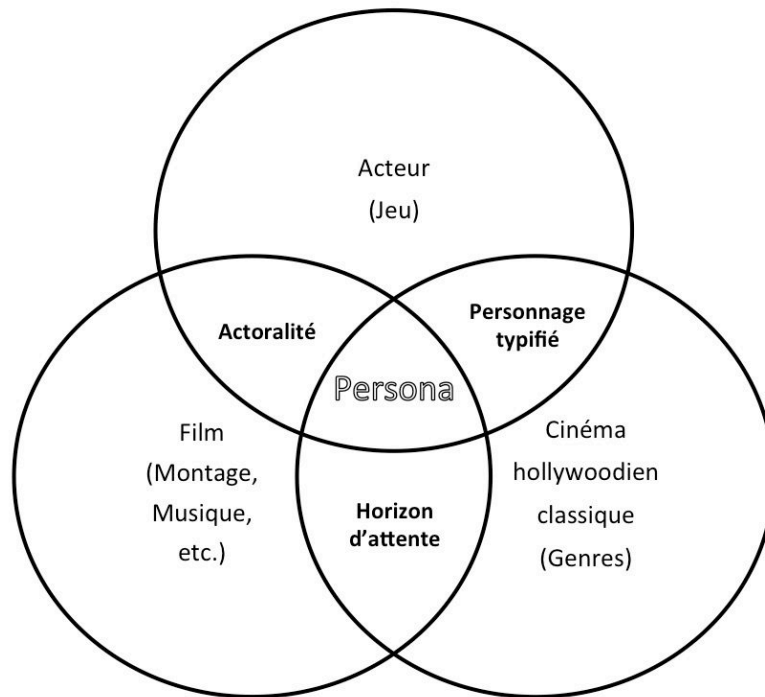 Acteur
(Jeu)
Actoralité
Personnage
typifié
Persona
Film
(Montage,
Musique,
etc.)
Cinéma
hollywoodien
classique
(Genres)
Horizon
d'attente